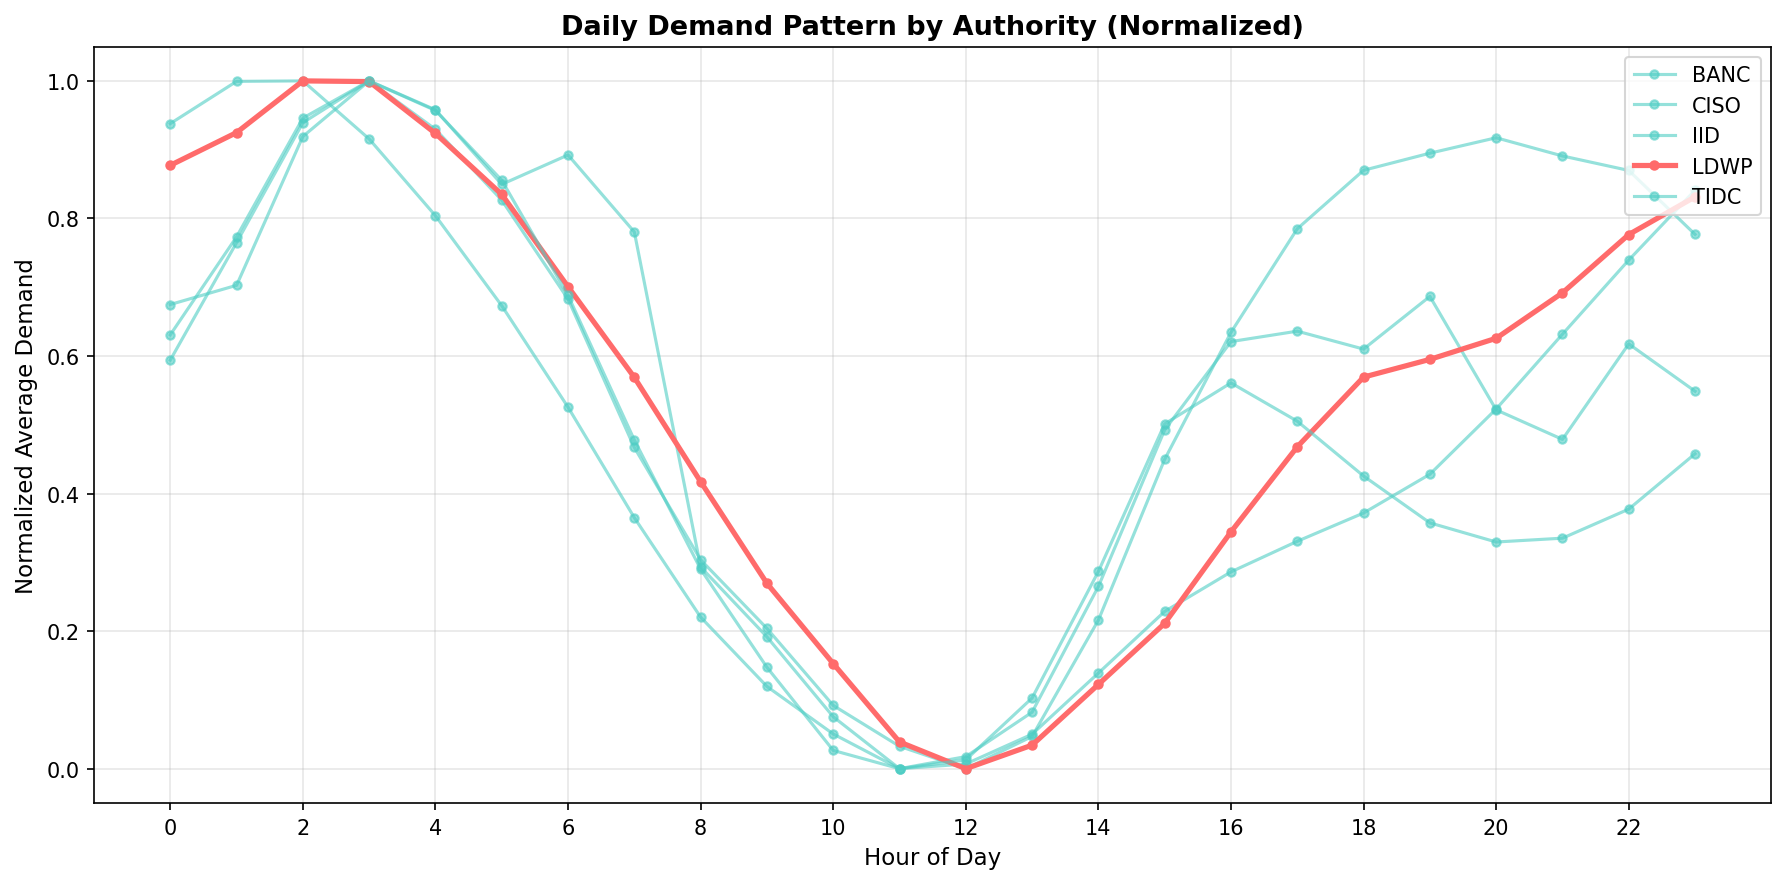 Daily Demand Pattern by Authority (Normalized)
BANC
CISO
IID
LDWP
TIDC
Normalized Average Demand
1.0
0.8
0.6
0.4
0.2
0.0
0 2 4 6 8 10 12 14 16 18 20 22
Hour of Day